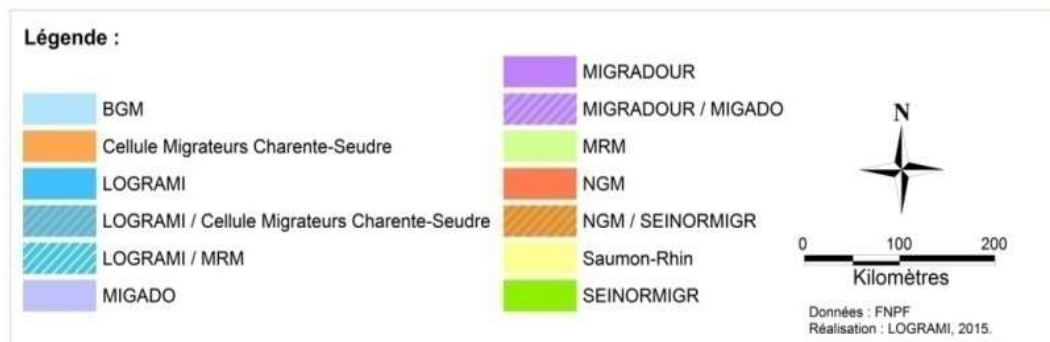 Légende :
BGM
Cellule Migrateurs Charente-Seudre
LOGRAMI
LOGRAMI / Cellule Migrateurs Charente-Seudre
LOGRAMI / MRM
MIGADO
MIGRADOUR
MIGRADOUR / MIGADO
MRM
NGM
NGM / SEINORMIGR
Saumon-Rhin
SEINORMIGR
N
0 100 200
Kilomètres
Données : FNPF
Réalisation : LOGRAMI, 2015.